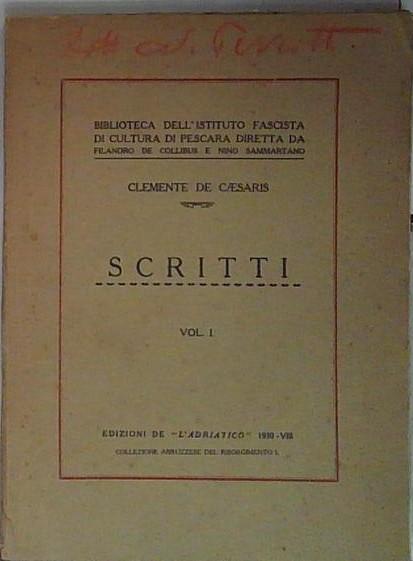 BIBLIOTECA DELL'ISTITUTO FASCISTA
DI CULTURA DI PESCARA DIRETTA DA
FILANDRO DE COLLIBUS E NINO SAMMARTANO
CLEMENTE DE CÆSARIS
SCRITTI
VOL. I.
EDIZIONI DE "L'ADRIATICO" 1930-VIII
COLLEZIONE ABRUZZESE DEL RISORGIMENTO I.